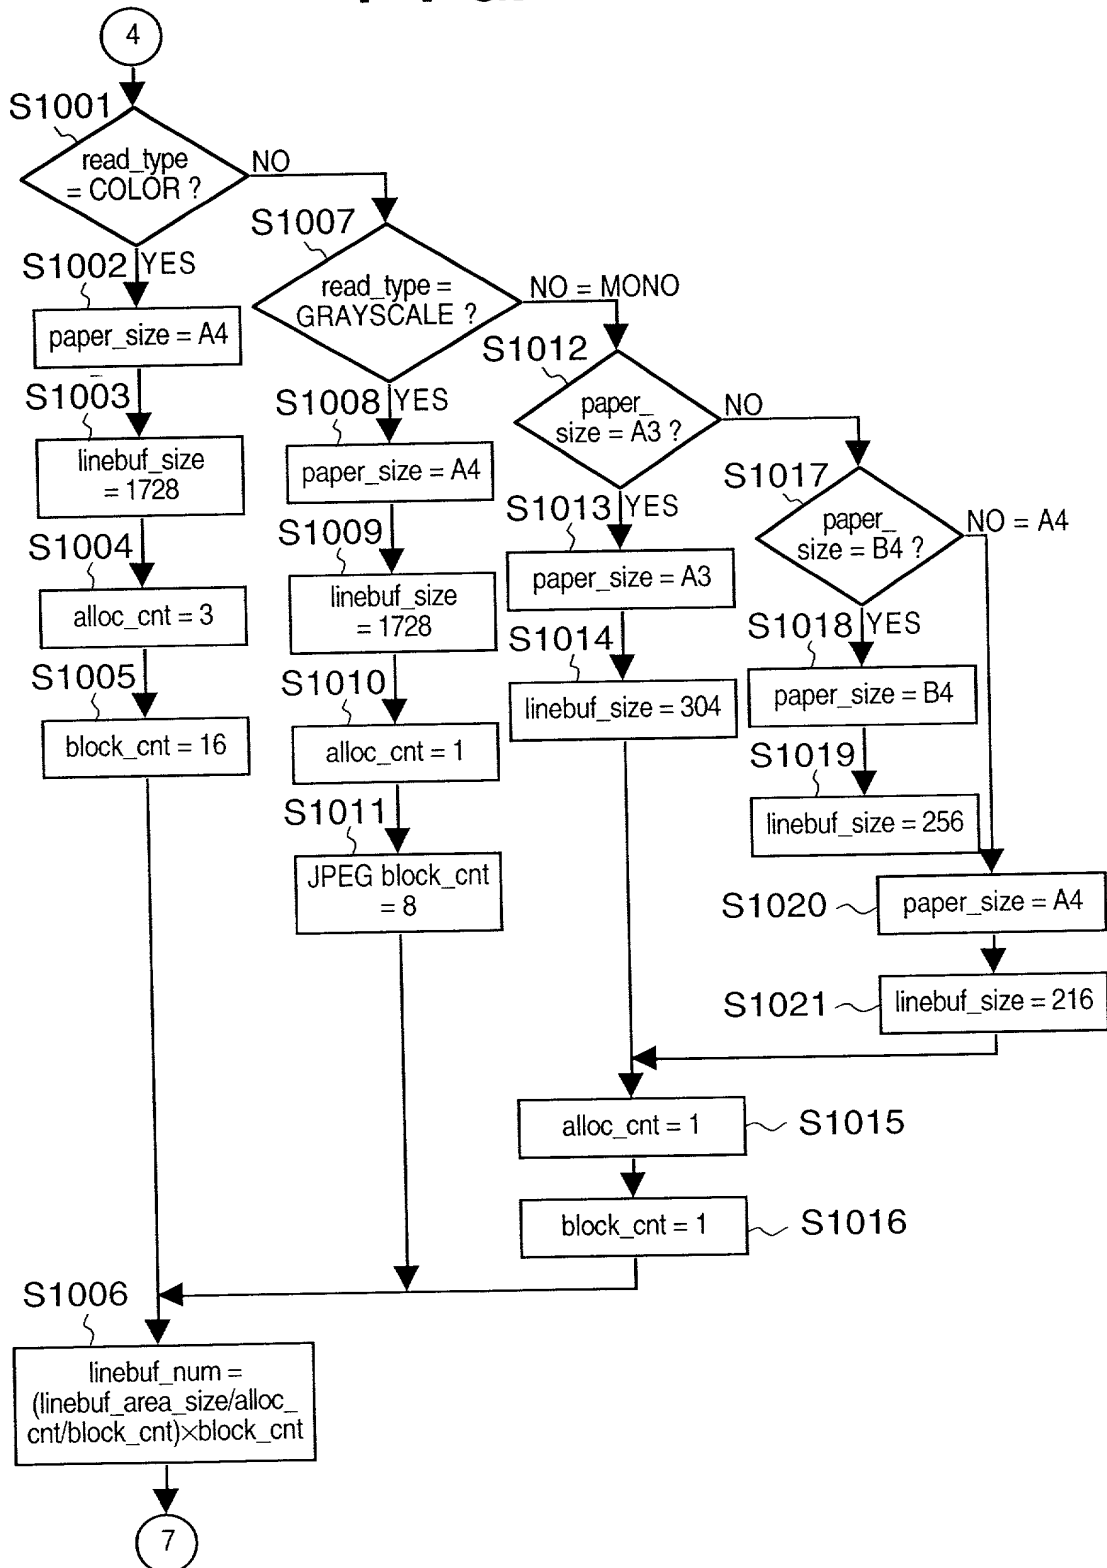 4
S1001
read_type
= COLOR ?
NO
S1002
YES
paper_size = A4
S1003
linebuf_size
= 1728
S1004
alloc_cnt = 3
S1005
block_cnt = 16
S1007
read_type =
GRAYSCALE ?
NO = MONO
S1008
YES
paper_size = A4
S1009
linebuf_size
= 1728
S1010
alloc_cnt = 1
S1011
JPEG block_cnt
= 8
S1012
paper_
size = A3 ?
NO
S1013
YES
paper_size = A3
S1014
linebuf_size = 304
S1017
paper_
size = B4 ?
NO = A4
S1018
YES
paper_size = B4
S1019
linebuf_size = 256
S1020
paper_size = A4
S1021
linebuf_size = 216
alloc_cnt = 1
S1015
block_cnt = 1
S1016
S1006
linebuf_num =
(linebuf_area_size/alloc_
cnt/block_cnt)×block_cnt
7